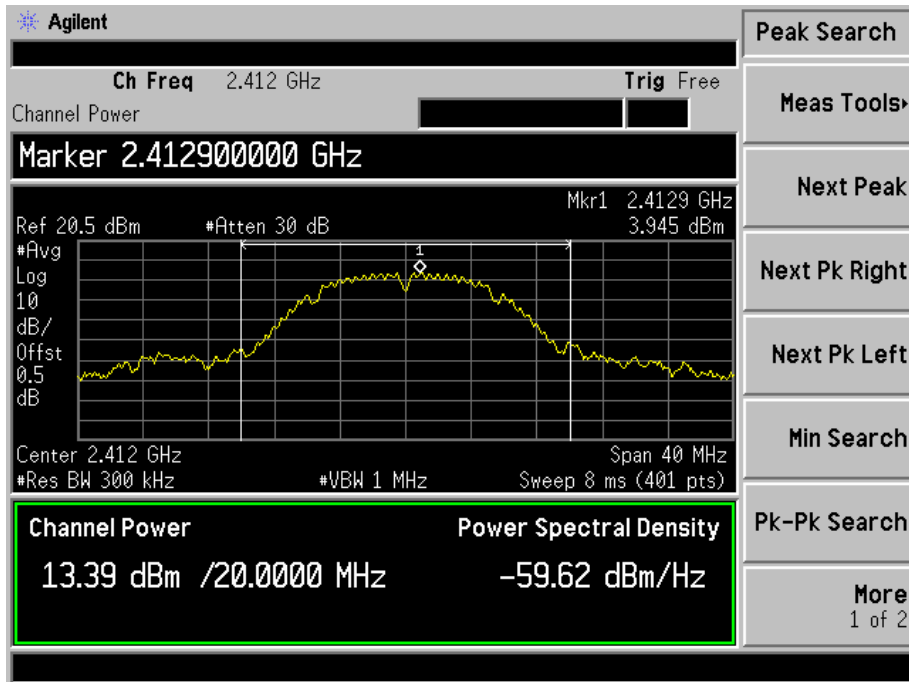 Agilent
Peak Search
Ch Freq 2.412 GHz Trig Free
Channel Power
Meas Tools
Marker 2.412900000 GHz
Next Peak
Mkr1 2.4129 GHz
Ref 20.5 dBm #Atten 30 dB 3.945 dBm
#Avg
Log
10
dB/
Offst
0.5
dB
1
Next Pk Right
Next Pk Left
Center 2.412 GHz Span 40 MHz
#Res BW 300 kHz #VBW 1 MHz Sweep 8 ms (401 pts)
Min Search
Channel Power Power Spectral Density
13.39 dBm /20.0000 MHz -59.62 dBm/Hz
Pk-Pk Search
More
1 of 2